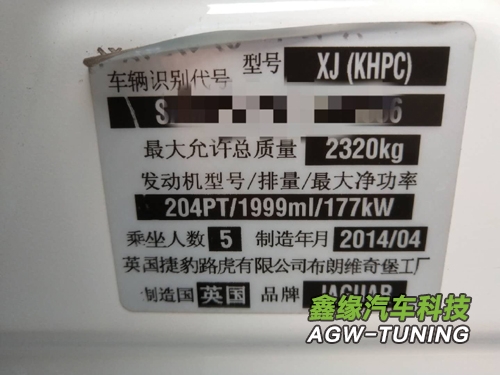 型号 XJ (KHPC)
车辆识别代号
S 6
最大允许总质量 2320kg
发动机型号/排量/最大净功率
204PT/1999ml/177kW
乘坐人数 5 制造年月 2014/04
英国捷豹路虎有限公司布朗维奇堡工厂
制造国 英国 品牌 JAGUAR
鑫缘汽车科技
AGW-TUNING